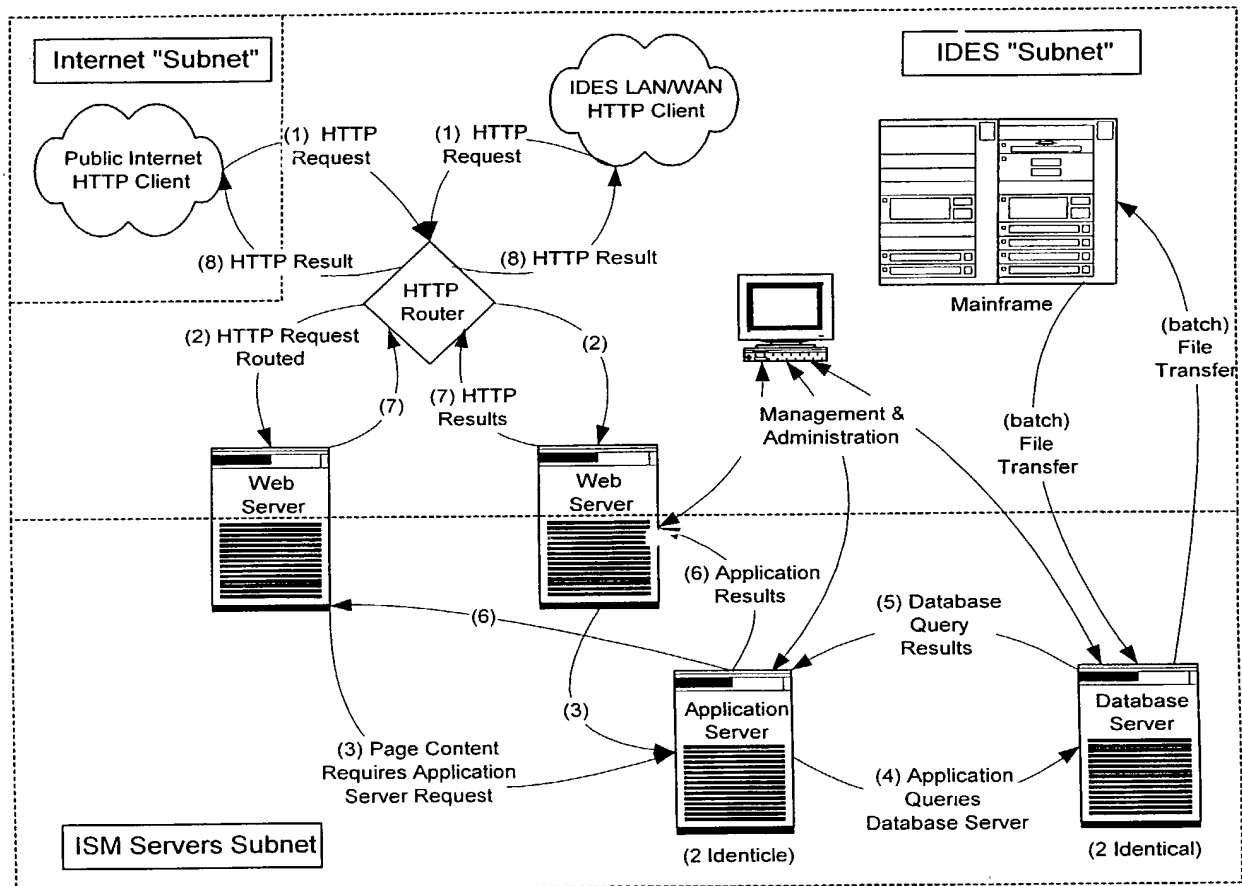 Internet "Subnet"
IDES "Subnet"
IDES LAN/WAN
HTTP Client
Public Internet
HTTP Client
(1) HTTP
Request
(1) HTTP
Request
(8) HTTP Result
(8) HTTP Result
HTTP
Router
Mainframe
(2) HTTP Request
Routed
(2)
(7)
(7) HTTP
Results
Management &
Administration
(batch)
File
Transfer
(batch)
File
Transfer
Web
Server
Web
Server
(6) Application
Results
(6)
(5) Database
Query
Results
(3)
(3) Page Content
Requires Application
Server Request
Application
Server
Database
Server
(4) Application
Queries
Database Server
ISM Servers Subnet
(2 Identicle)
(2 Identical)